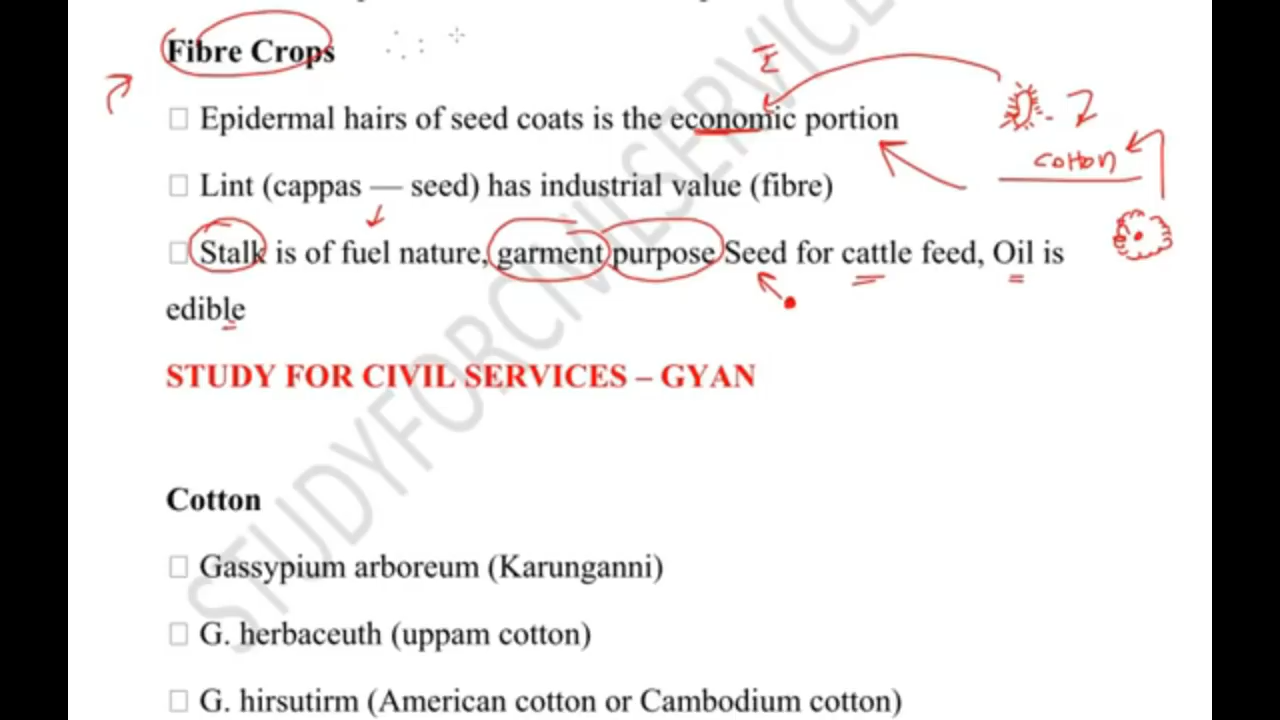 Fibre Crops
□ Epidermal hairs of seed coats is the economic portion
cotton
□ Lint (cappas — seed) has industrial value (fibre)
□ Stalk is of fuel nature, garment purpose Seed for cattle feed, Oil is
edible
STUDY FOR CIVIL SERVICES – GYAN
Cotton
□ Gassypium arboreum (Karunganni)
□ G. herbaceuth (uppam cotton)
□ G. hirsutirm (American cotton or Cambodium cotton)
STUDYFORCIVILSERVICE